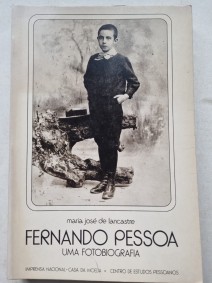 maria josé de lancastre
FERNANDO PESSOA
UMA FOTOBIOGRAFIA
IMPRENSA NACIONAL-CASA DA MOEDA • CENTRO DE ESTUDOS PESSOANOS